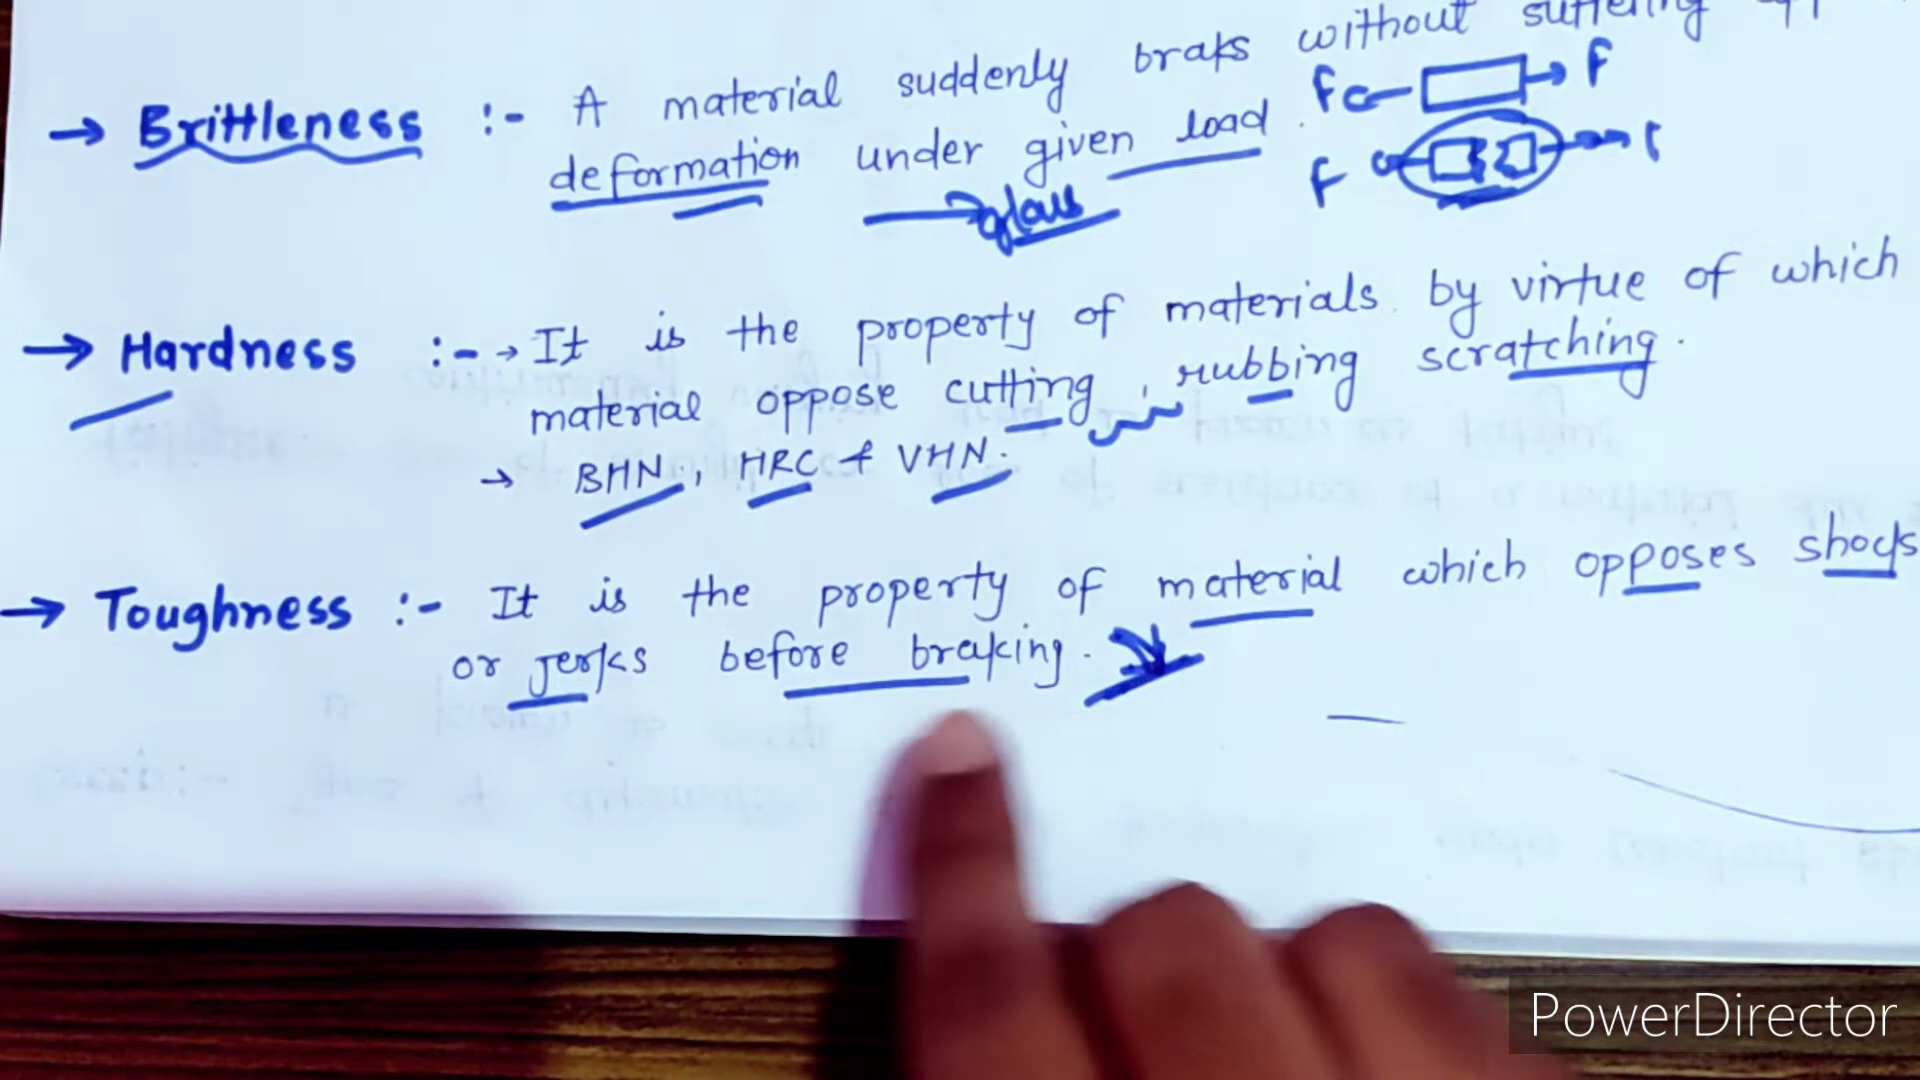 A material suddenly braks without suffering
→ Brittleness :- deformation under given load.
F F
F F
→ glass
→ Hardness :- → It is the property of materials by virtue of which
material oppose cutting, rubbing scratching.
→ BHN, HRC & VHN.
→ Toughness :- It is the property of material which opposes shocks
or jerks before braking.
PowerDirector